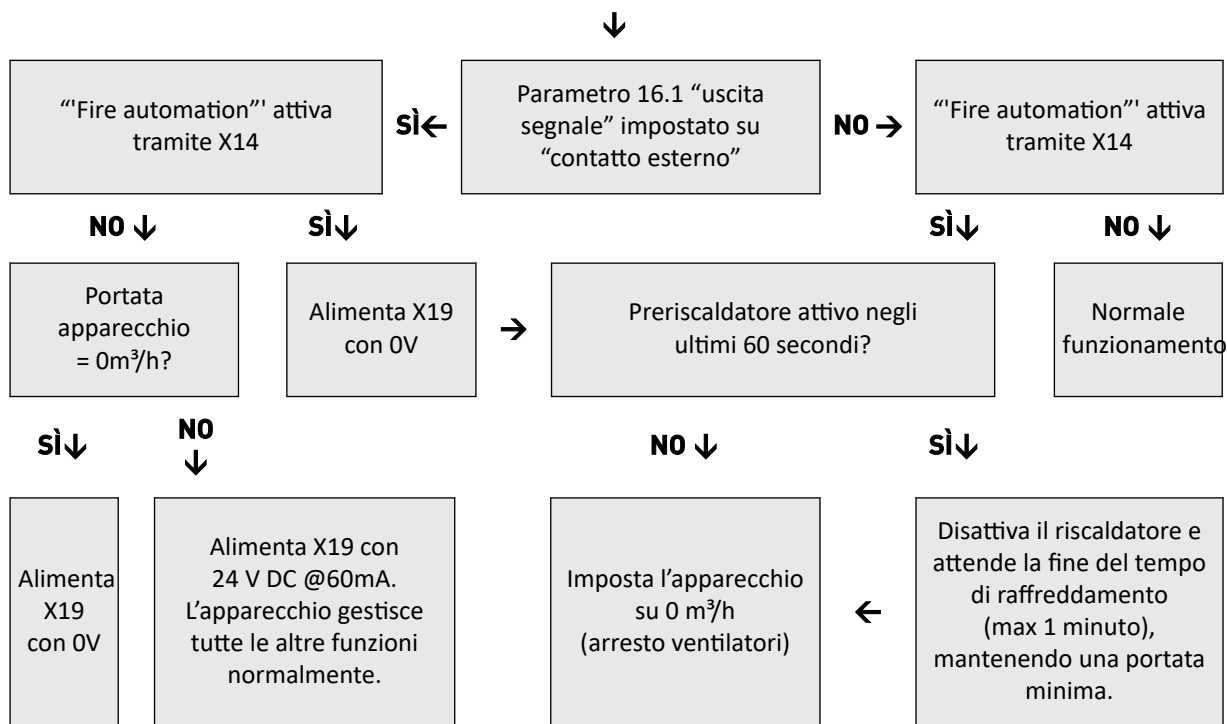 “'Fire automation”' attiva
tramite X14
SÌ
Parametro 16.1 “uscita
segnale” impostato su
“contatto esterno”
NO
“'Fire automation”' attiva
tramite X14
NO
SÌ
SÌ
NO
Portata
apparecchio
= 0m³/h?
Alimenta X19
con 0V
Preriscaldatore attivo negli
ultimi 60 secondi?
Normale
funzionamento
SÌ
NO
NO
SÌ
Alimenta
X19
con 0V
Alimenta X19 con
24 V DC @60mA.
L’apparecchio gestisce
tutte le altre funzioni
normalmente.
Imposta l’apparecchio
su 0 m³/h
(arresto ventilatori)
Disattiva il riscaldatore e
attende la fine del tempo
di raffreddamento
(max 1 minuto),
mantenendo una portata
minima.